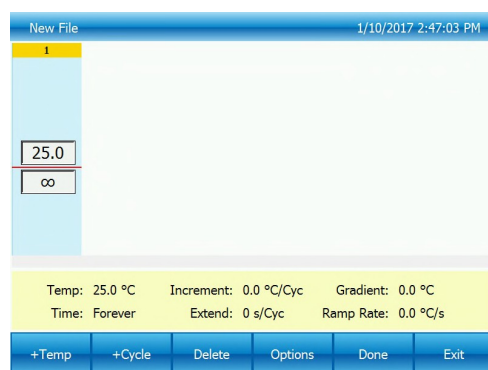 New File 1/10/2017 2:47:03 PM
1
25.0
∞
Temp: 25.0 °C Increment: 0.0 °C/Cyc Gradient: 0.0 °C
Time: Forever Extend: 0 s/Cyc Ramp Rate: 0.0 °C/s
+Temp +Cycle Delete Options Done Exit